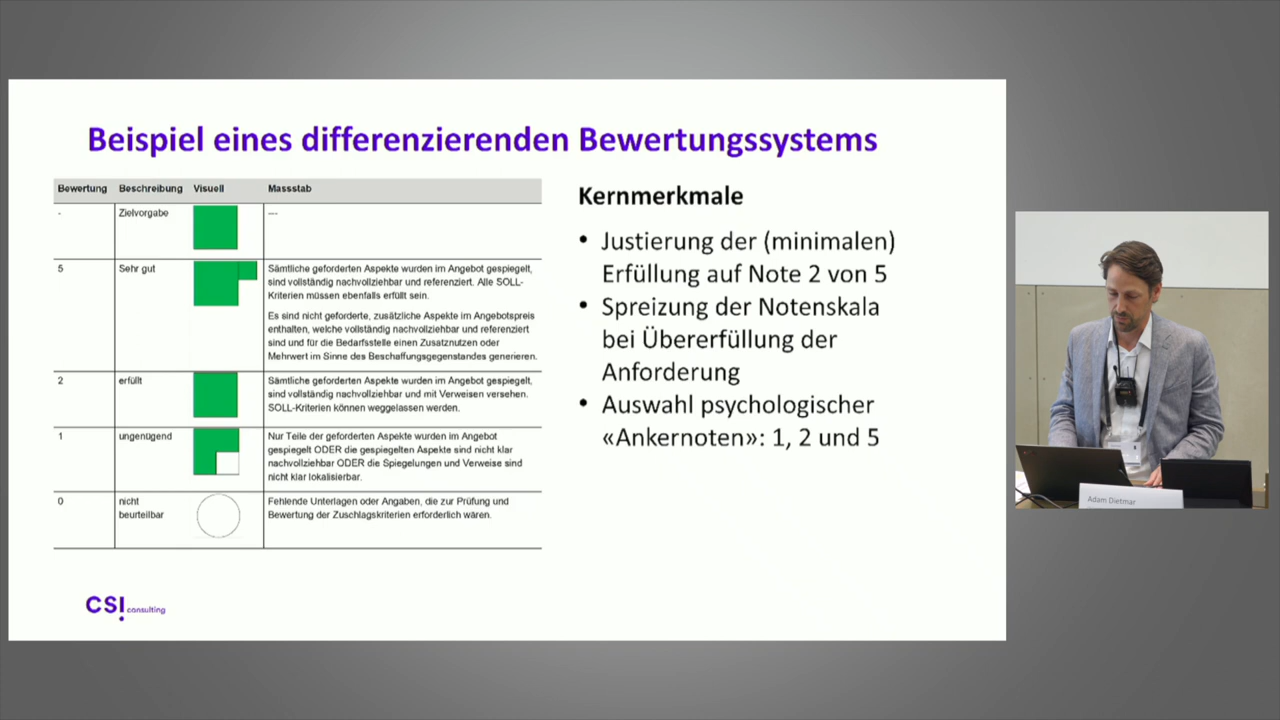 Beispiel eines differenzierenden Bewertungssystems
Bewertung Beschreibung Visuell Massstab
- Zielvorgabe ---
5 Sehr gut Sämtliche geforderten Aspekte wurden im Angebot gespiegelt,
sind vollständig nachvollziehbar und referenziert. Alle SOLL-
Kriterien müssen ebenfalls erfüllt sein.
Es sind nicht geforderte, zusätzliche Aspekte im Angebotspreis
enthalten, welche vollständig nachvollziehbar und referenziert
sind und für die Bedarfsstelle einen Zusatznutzen oder
Mehrwert im Sinne des Beschaffungsgegenstandes generieren.
2 erfüllt Sämtliche geforderten Aspekte wurden im Angebot gespiegelt,
sind vollständig nachvollziehbar und mit Verweisen versehen.
SOLL-Kriterien können weggelassen werden.
1 ungenügend Nur Teile der geforderten Aspekte wurden im Angebot
gespiegelt ODER die gespiegelten Aspekte sind nicht klar
nachvollziehbar ODER die Spiegelungen und Verweise sind
nicht klar lokalisierbar.
0 nicht Fehlende Unterlagen oder Angaben, die zur Prüfung und
beurteilbar Bewertung der Zuschlagskriterien erforderlich wären.
Kernmerkmale
• Justierung der (minimalen)
Erfüllung auf Note 2 von 5
• Spreizung der Notenskala
bei Übererfüllung der
Anforderung
• Auswahl psychologischer
«Ankernoten»: 1, 2 und 5
CSI consulting
Adam Dietmar